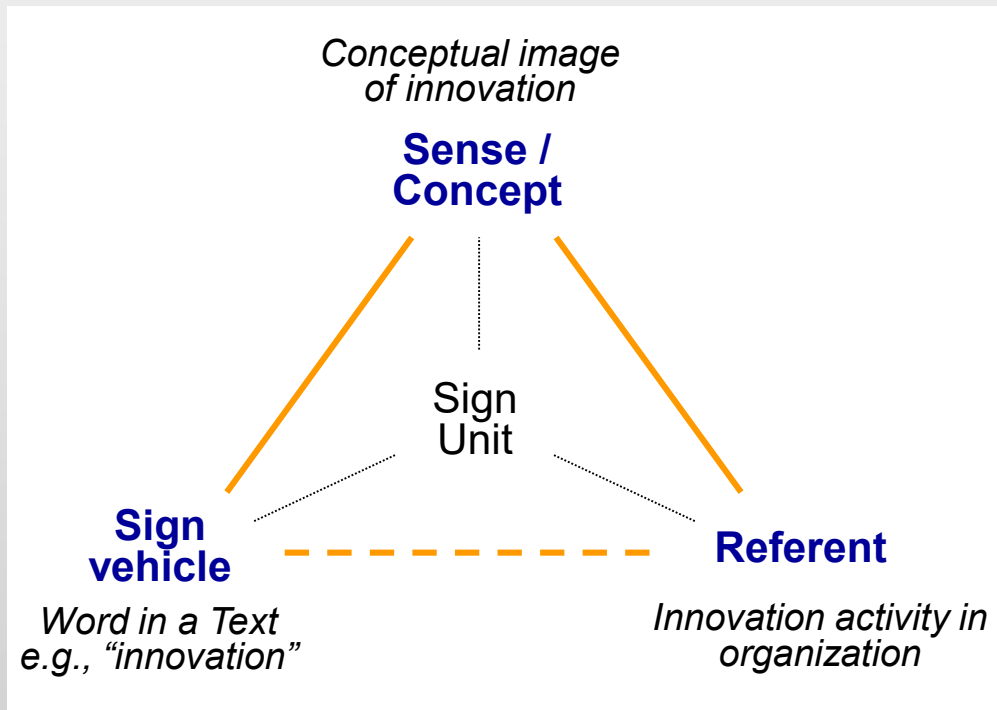 Conceptual image
of innovation
Sense /
Concept
Sign
Unit
Sign
vehicle
Referent
Word in a Text
e.g., “innovation”
Innovation activity in
organization